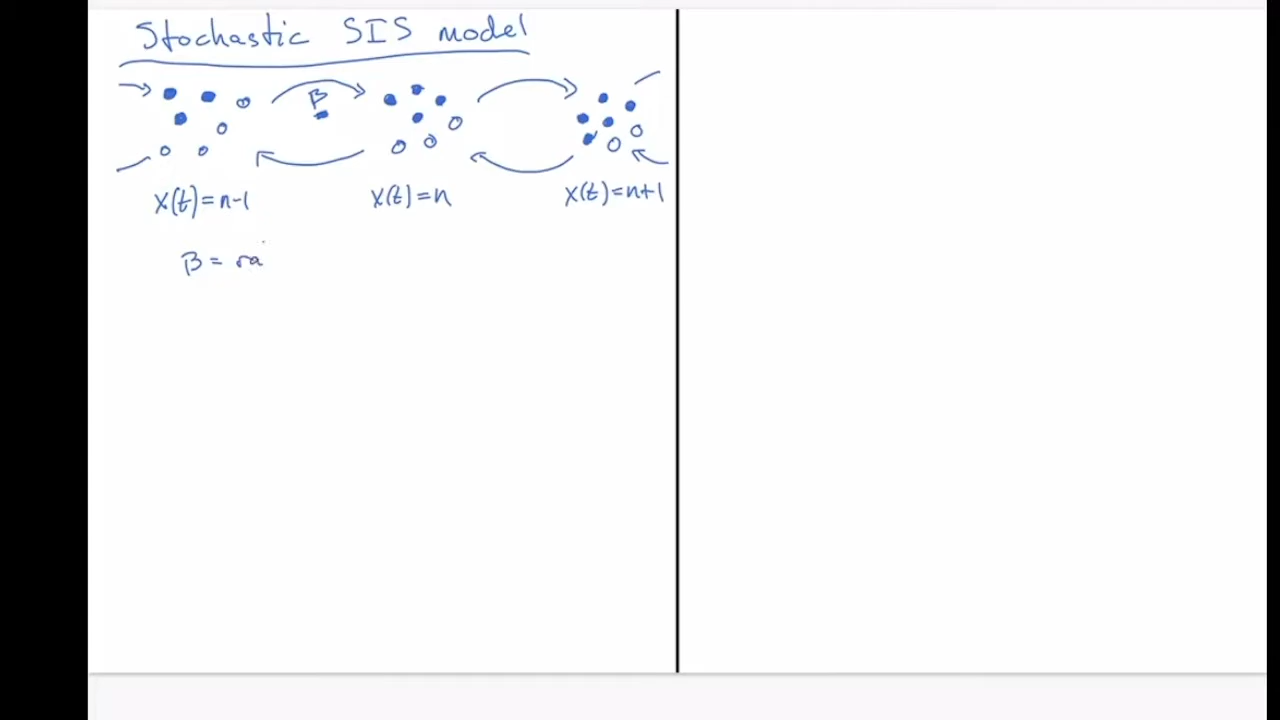 Stochastic SIS model
β
X(t)=n-1 X(t)=n X(t)=n+1
β = ra